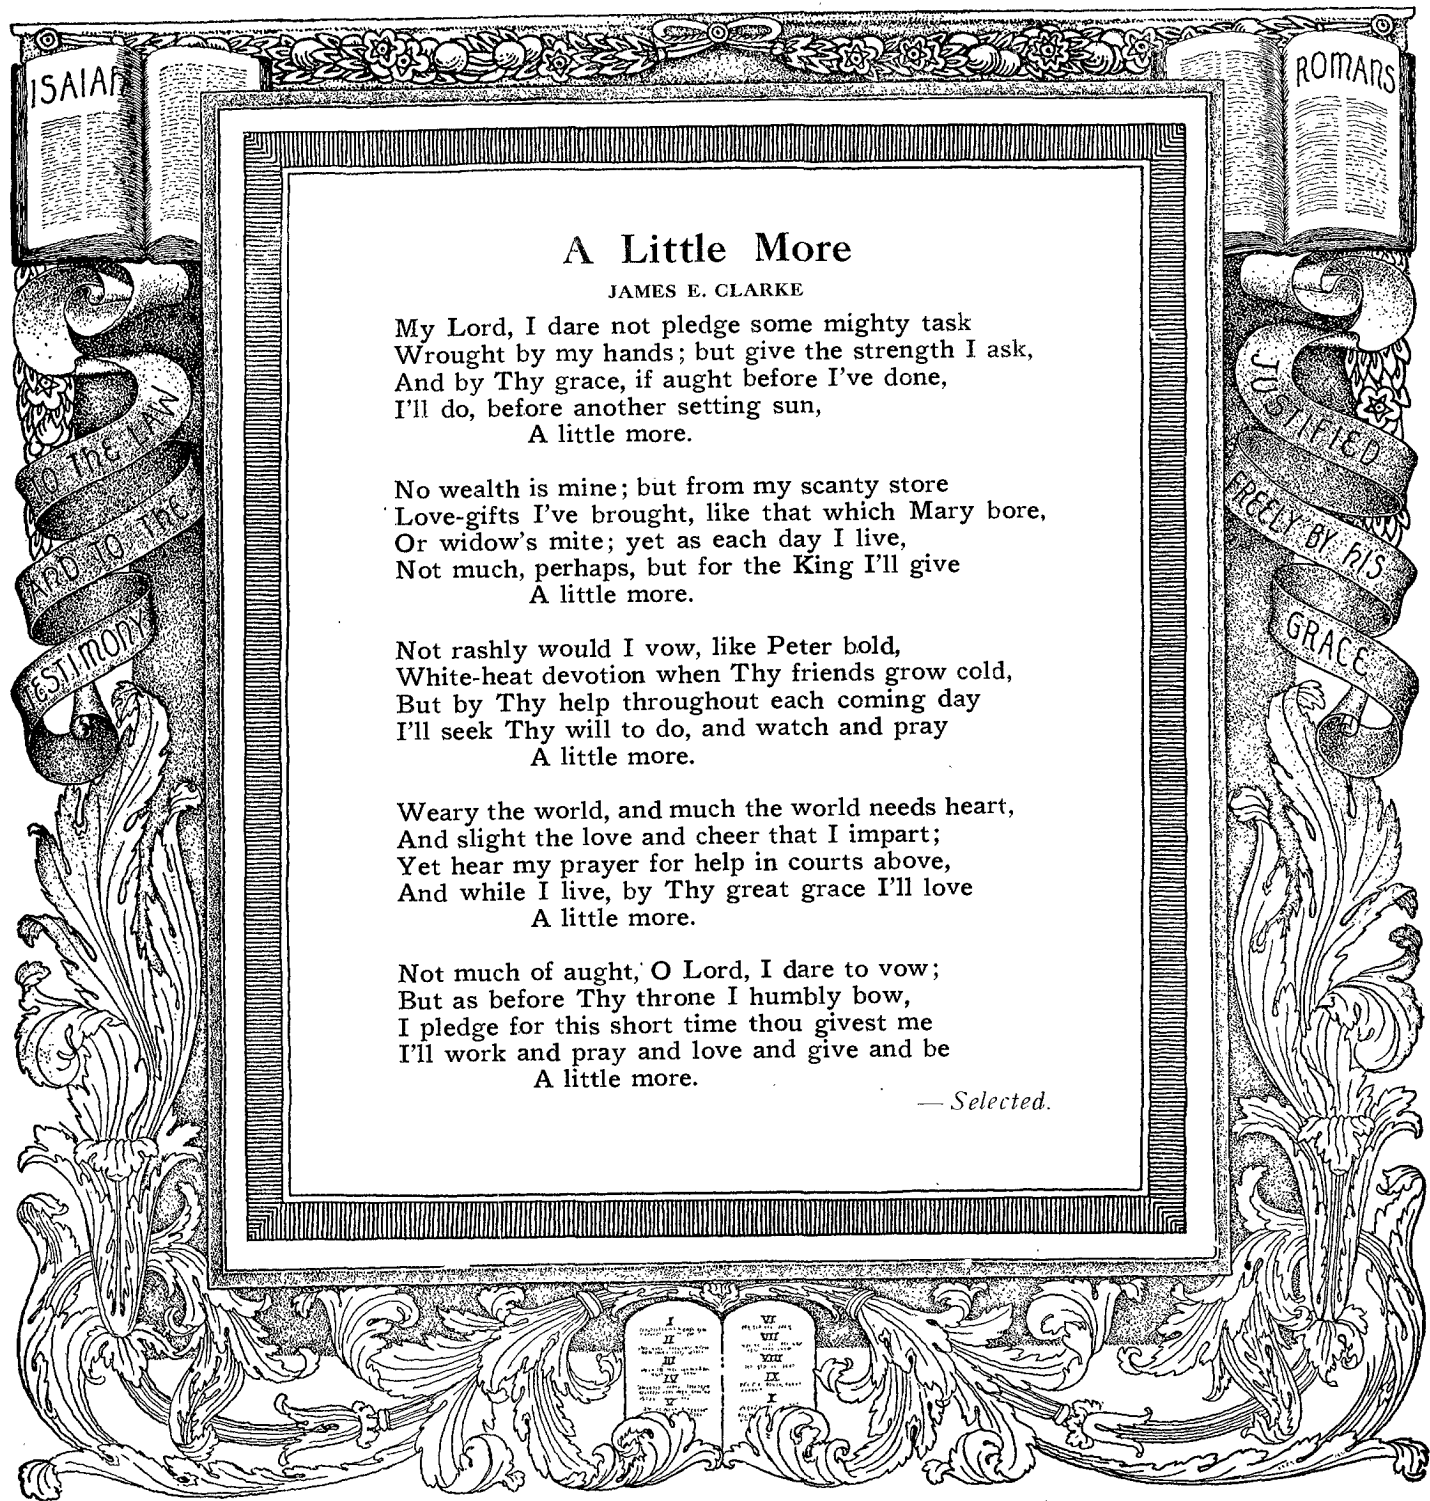 ISAIAH
ROMANS
A Little More
JAMES E. CLARKE
My Lord, I dare not pledge some mighty task
Wrought by my hands; but give the strength I ask,
And by Thy grace, if aught before I've done,
I'll do, before another setting sun,
A little more.
No wealth is mine; but from my scanty store
Love-gifts I've brought, like that which Mary bore,
Or widow's mite; yet as each day I live,
Not much, perhaps, but for the King I'll give
A little more.
Not rashly would I vow, like Peter bold,
White-heat devotion when Thy friends grow cold,
But by Thy help throughout each coming day
I'll seek Thy will to do, and watch and pray
A little more.
Weary the world, and much the world needs heart,
And slight the love and cheer that I impart;
Yet hear my prayer for help in courts above,
And while I live, by Thy great grace I'll love
A little more.
Not much of aught, O Lord, I dare to vow;
But as before Thy throne I humbly bow,
I pledge for this short time thou givest me
I'll work and pray and love and give and be
A little more.
— Selected.
TO THE LAW
AND TO THE
TESTIMONY
JUSTIFIED
FREELY BY HIS
GRACE
I
II
III
IV
V
VI
VII
VIII
IX
X